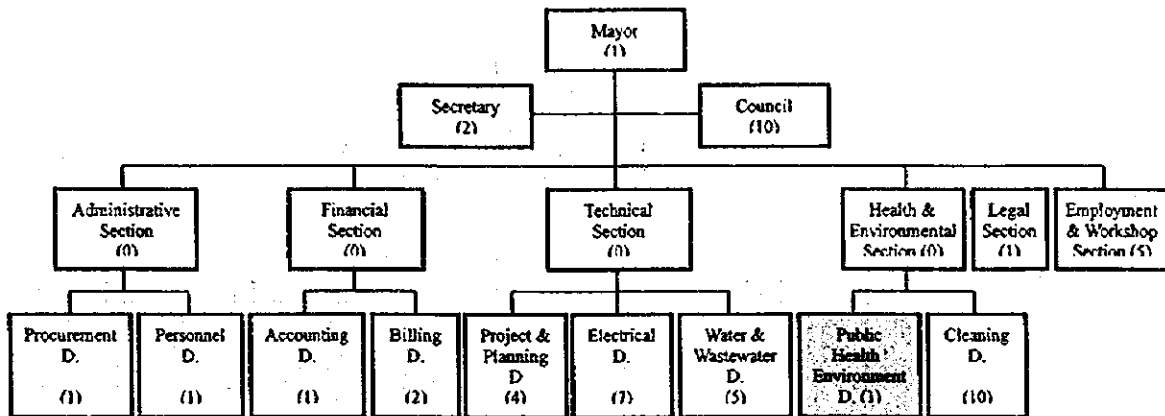 Mayor
(1)
Secretary
(2)
Council
(10)
Administrative
Section
(0)
Financial
Section
(0)
Technical
Section
(0)
Health &
Environmental
Section (0)
Legal
Section
(1)
Employment
& Workshop
Section (5)
Procurement
D.
(1)
Personnel
D.
(1)
Accounting
D.
(1)
Billing
D.
(2)
Project &
Planning
D
(4)
Electrical
D.
(7)
Water &
Wastewater
D.
(5)
Public
Health
Environment
D. (1)
Cleaning
D.
(10)